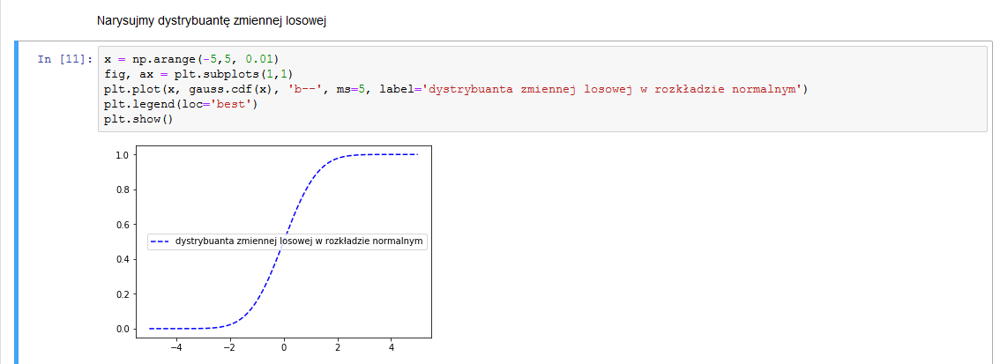 Narysujmy dystrybuantę zmiennej losowej
In [11]: x = np.arange(-5,5, 0.01)
fig, ax = plt.subplots(1,1)
plt.plot(x, gauss.cdf(x), 'b--', ms=5, label='dystrybuanta zmiennej losowej w rozkładzie normalnym')
plt.legend(loc='best')
plt.show()
1.0
0.8
0.6
dystrybuanta zmiennej losowej w rozkładzie normalnym
0.4
0.2
0.0
−4 −2 0 2 4